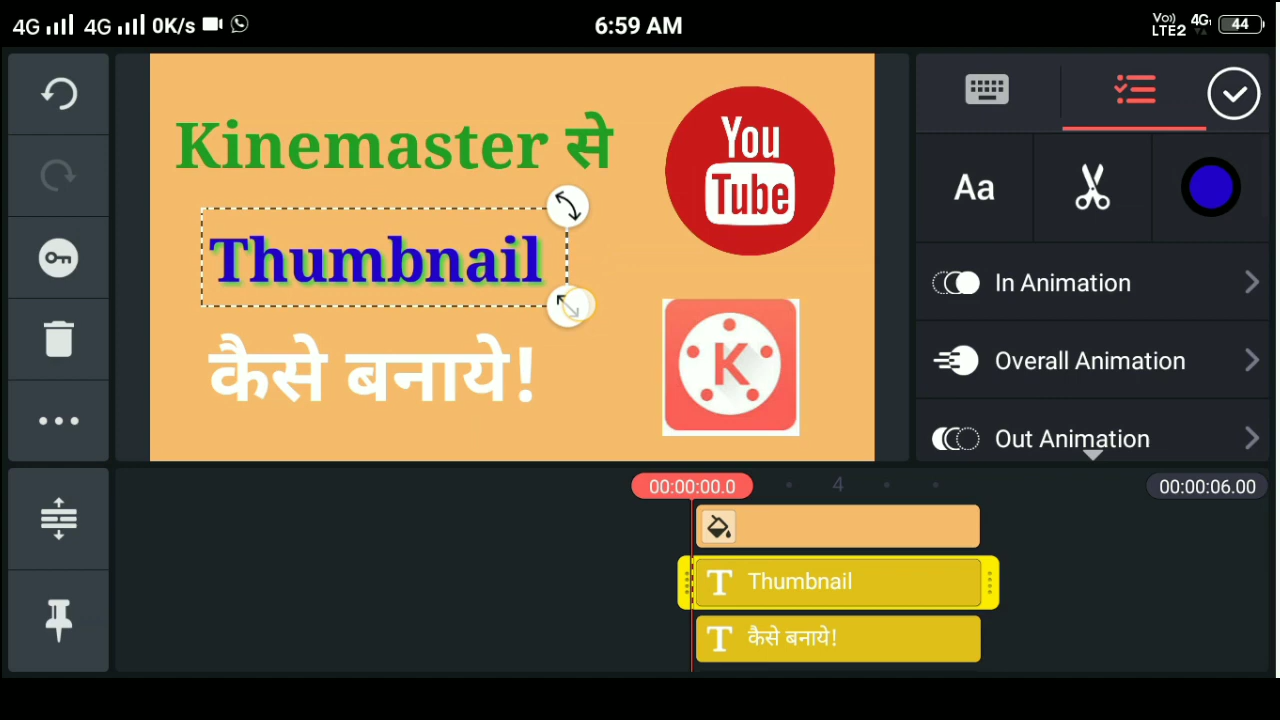 4G 4G 0K/s 6:59 AM Vo)) LTE2 4G 44
Kinemaster से
You
Tube
Thumbnail
कैसे बनाये!
K
Aa
In Animation
Overall Animation
Out Animation
00:00:00.0 4 00:00:06.00
T Thumbnail
T कैसे बनाये!